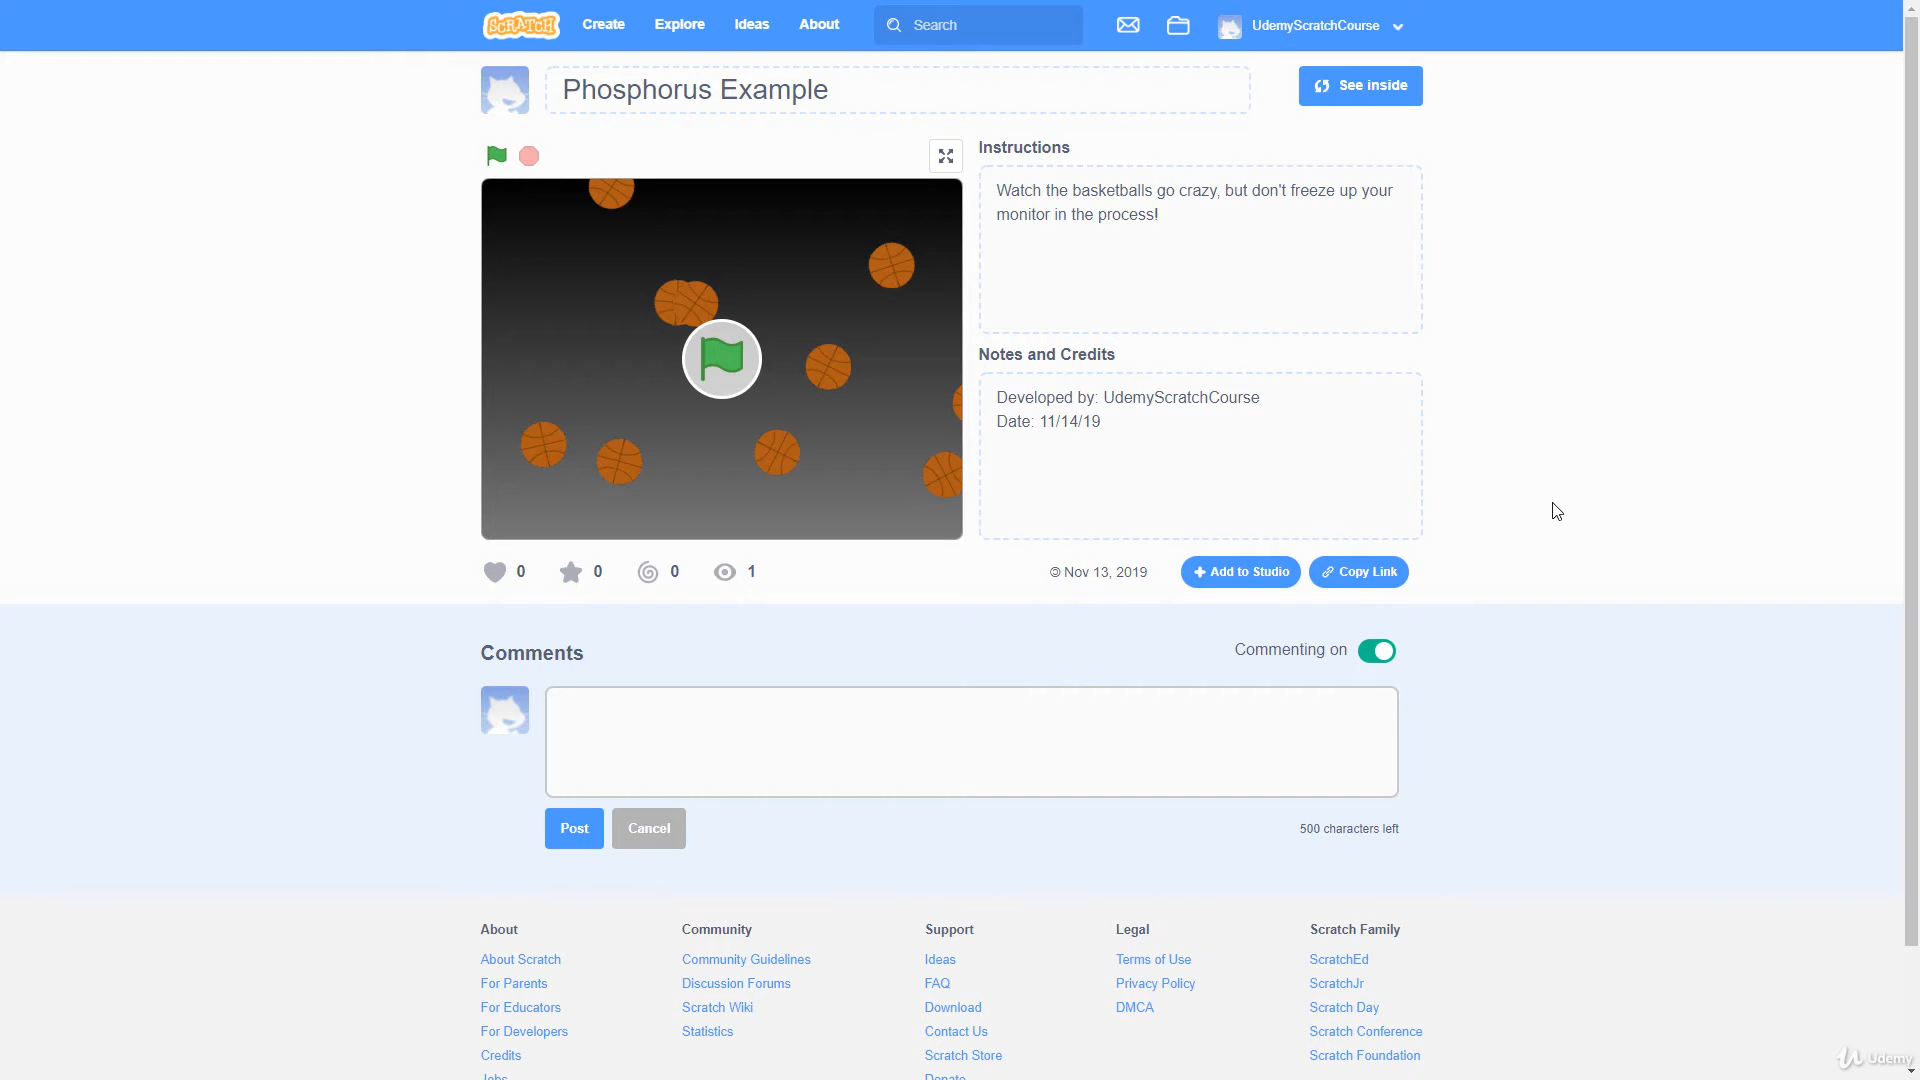 SCRATCH Create Explore Ideas About Search UdemyScratchCourse
Phosphorus Example
See inside
Instructions
Watch the basketballs go crazy, but don't freeze up your
monitor in the process!
Notes and Credits
Developed by: UdemyScratchCourse
Date: 11/14/19
0 0 0 1
Nov 13, 2019
Add to Studio
Copy Link
Comments
Commenting on
Post
Cancel
500 characters left
About
About Scratch
For Parents
For Educators
For Developers
Credits
Jobs
Community
Community Guidelines
Discussion Forums
Scratch Wiki
Statistics
Support
Ideas
FAQ
Download
Contact Us
Scratch Store
Donate
Legal
Terms of Use
Privacy Policy
DMCA
Scratch Family
ScratchEd
ScratchJr
Scratch Day
Scratch Conference
Scratch Foundation
Udemy